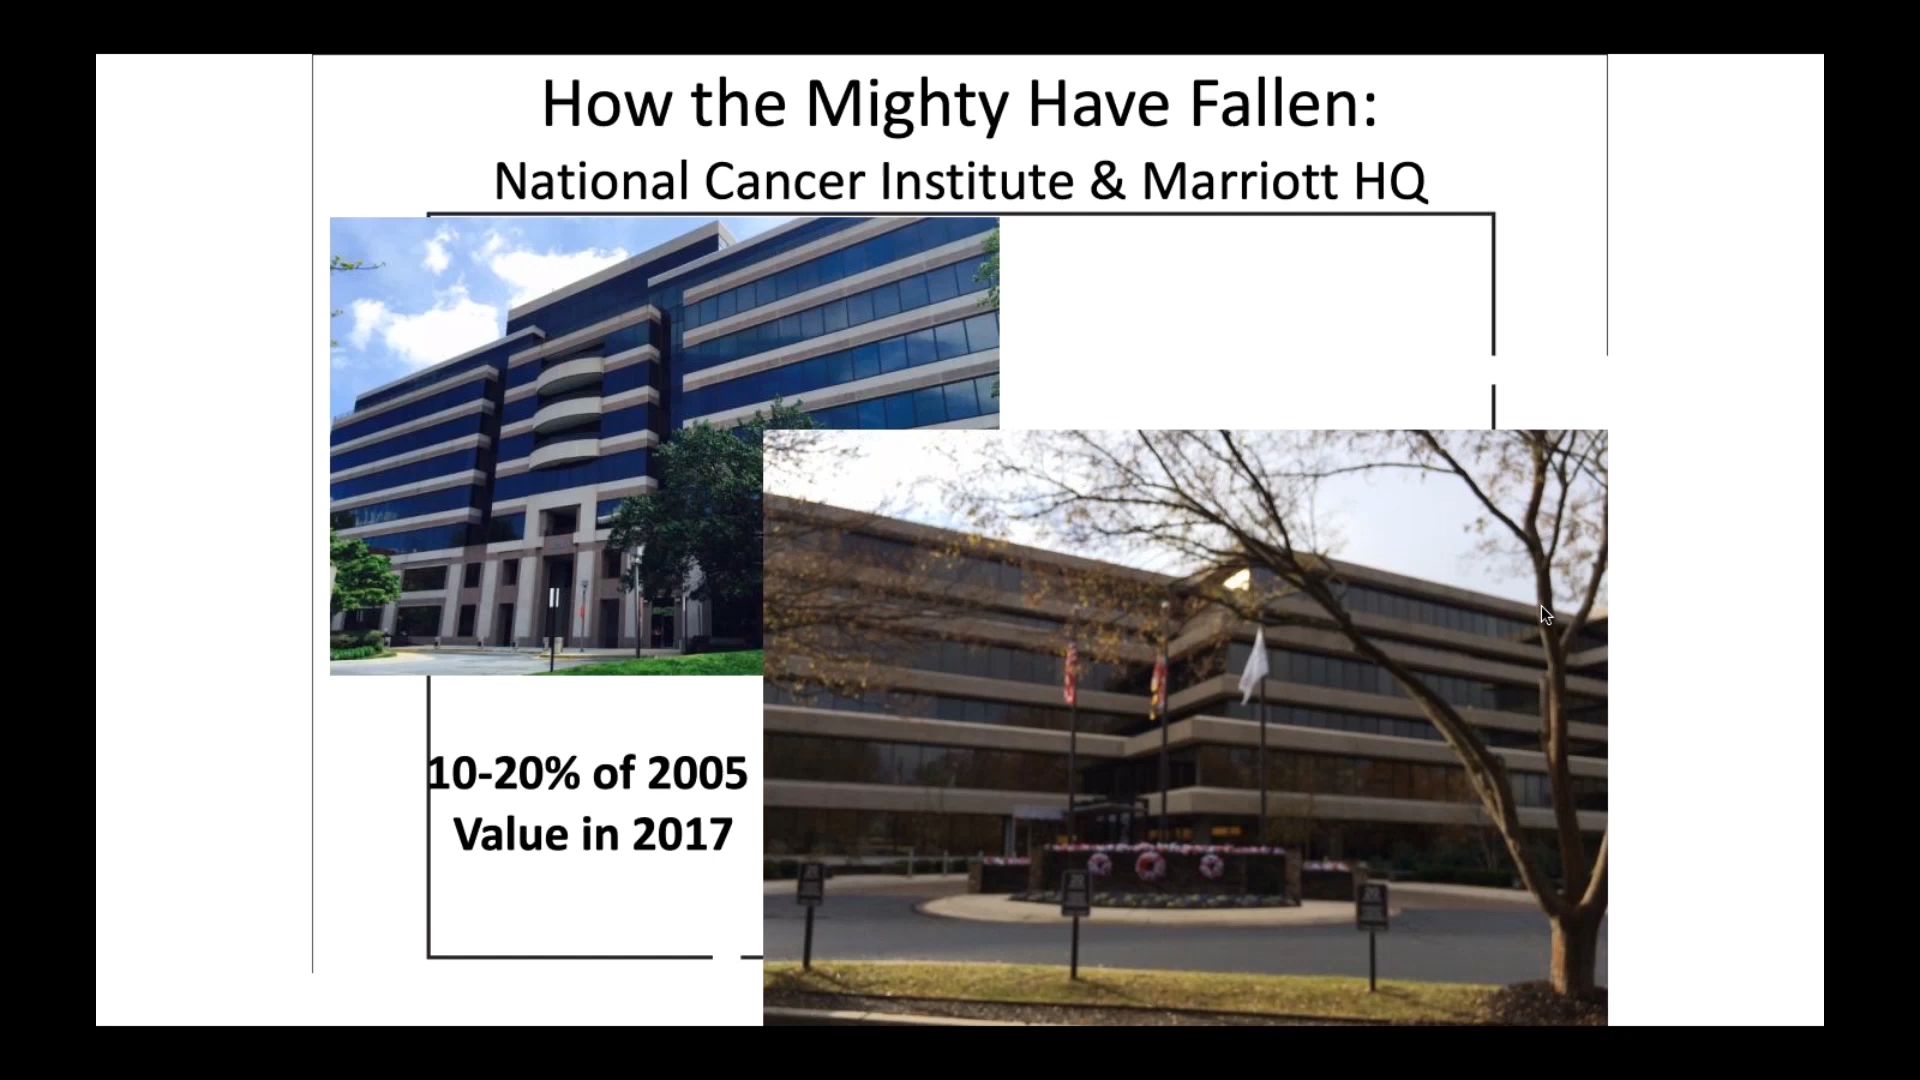 How the Mighty Have Fallen:
National Cancer Institute & Marriott HQ
10-20% of 2005
Value in 2017